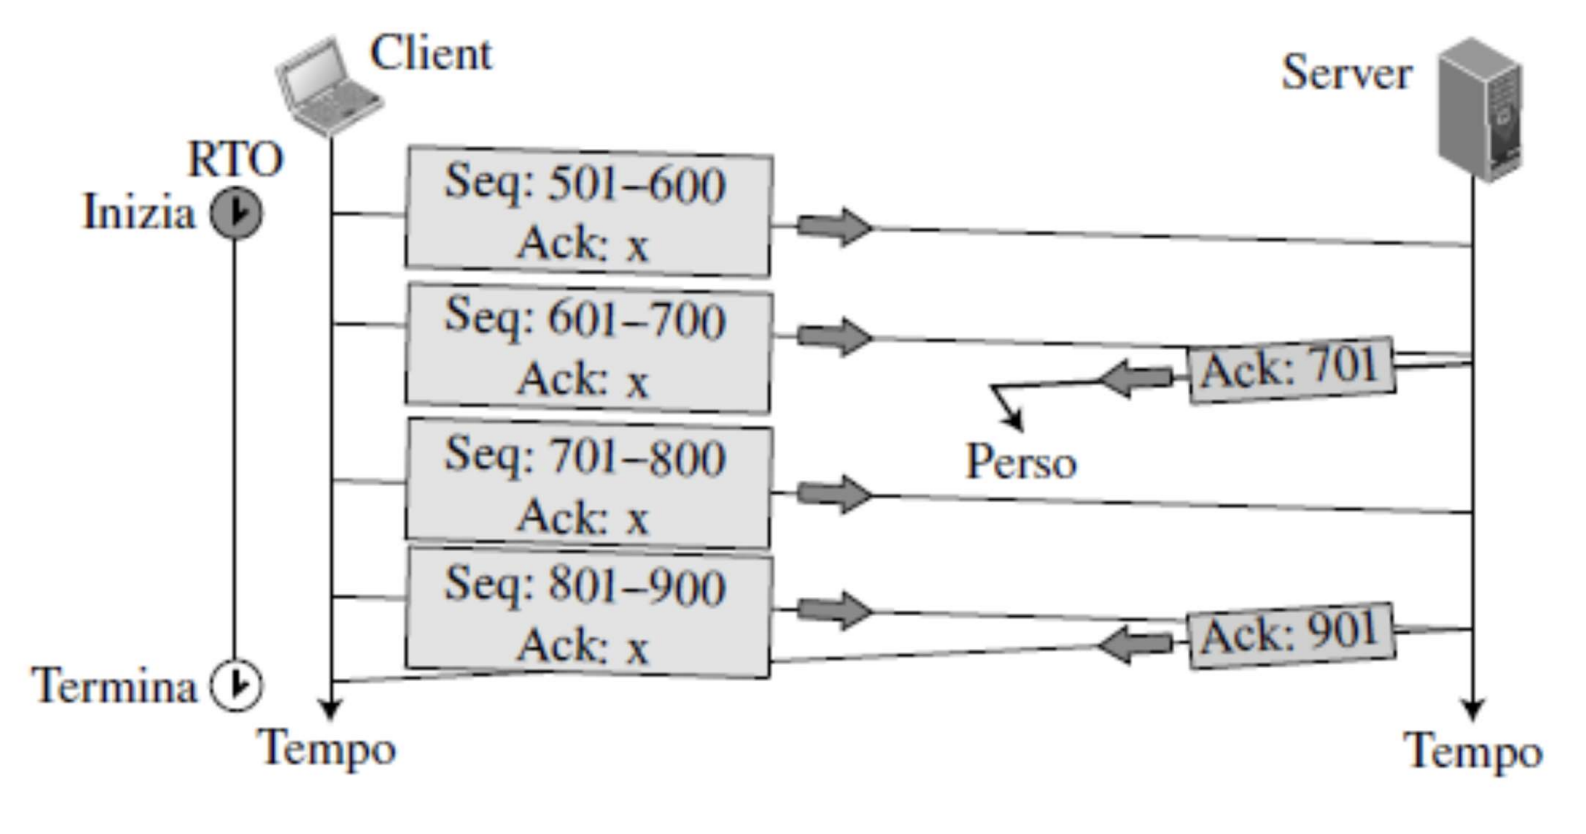 Client
Server
RTO
Inizia
Seq: 501–600
Ack: x
Seq: 601–700
Ack: x
Ack: 701
Perso
Seq: 701–800
Ack: x
Seq: 801–900
Ack: x
Ack: 901
Termina
Tempo
Tempo